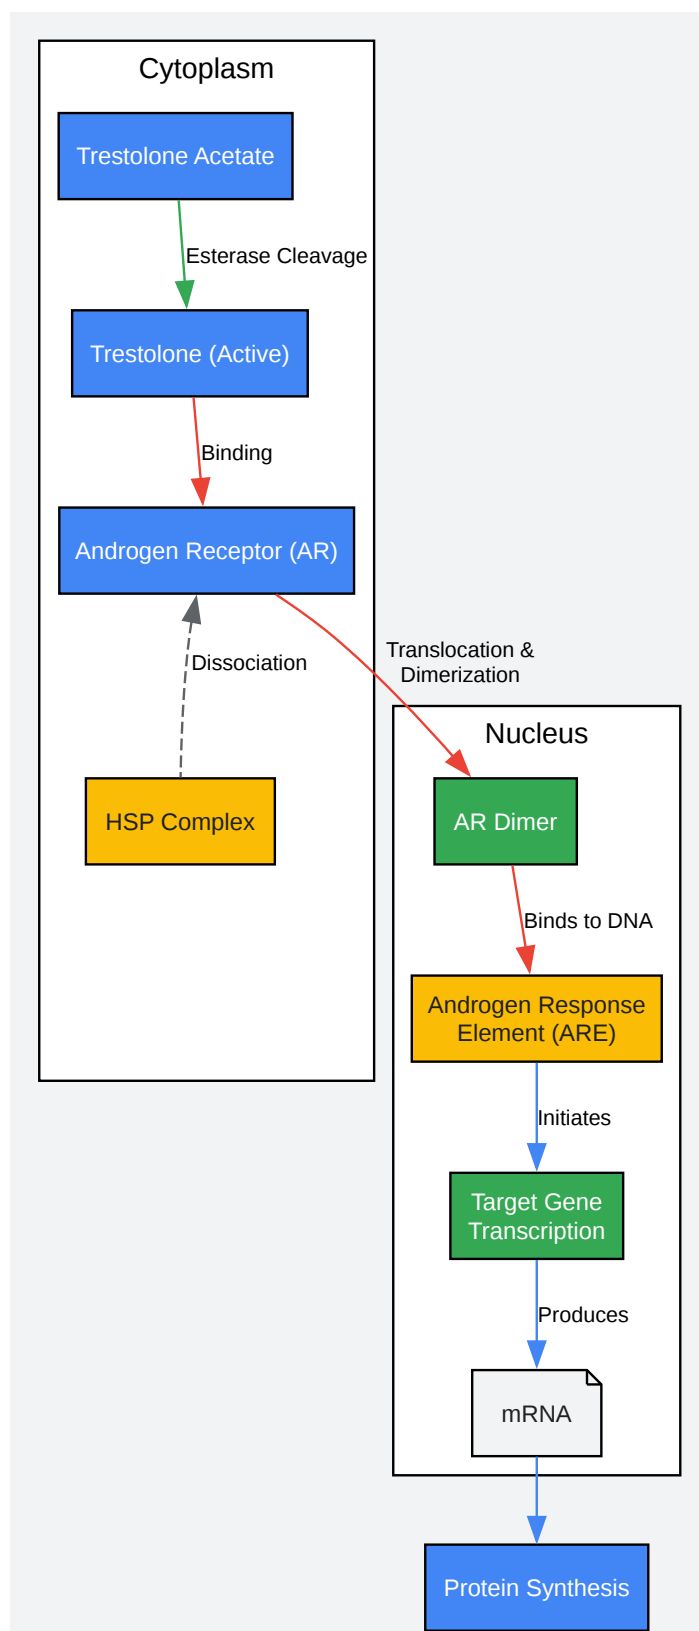 Cytoplasm
Trestolone Acetate
Esterase Cleavage
Trestolone (Active)
Binding
Androgen Receptor (AR)
Dissociation
HSP Complex
Translocation &
Dimerization
Nucleus
AR Dimer
Binds to DNA
Androgen Response
Element (ARE)
Initiates
Target Gene
Transcription
Produces
mRNA
Protein Synthesis